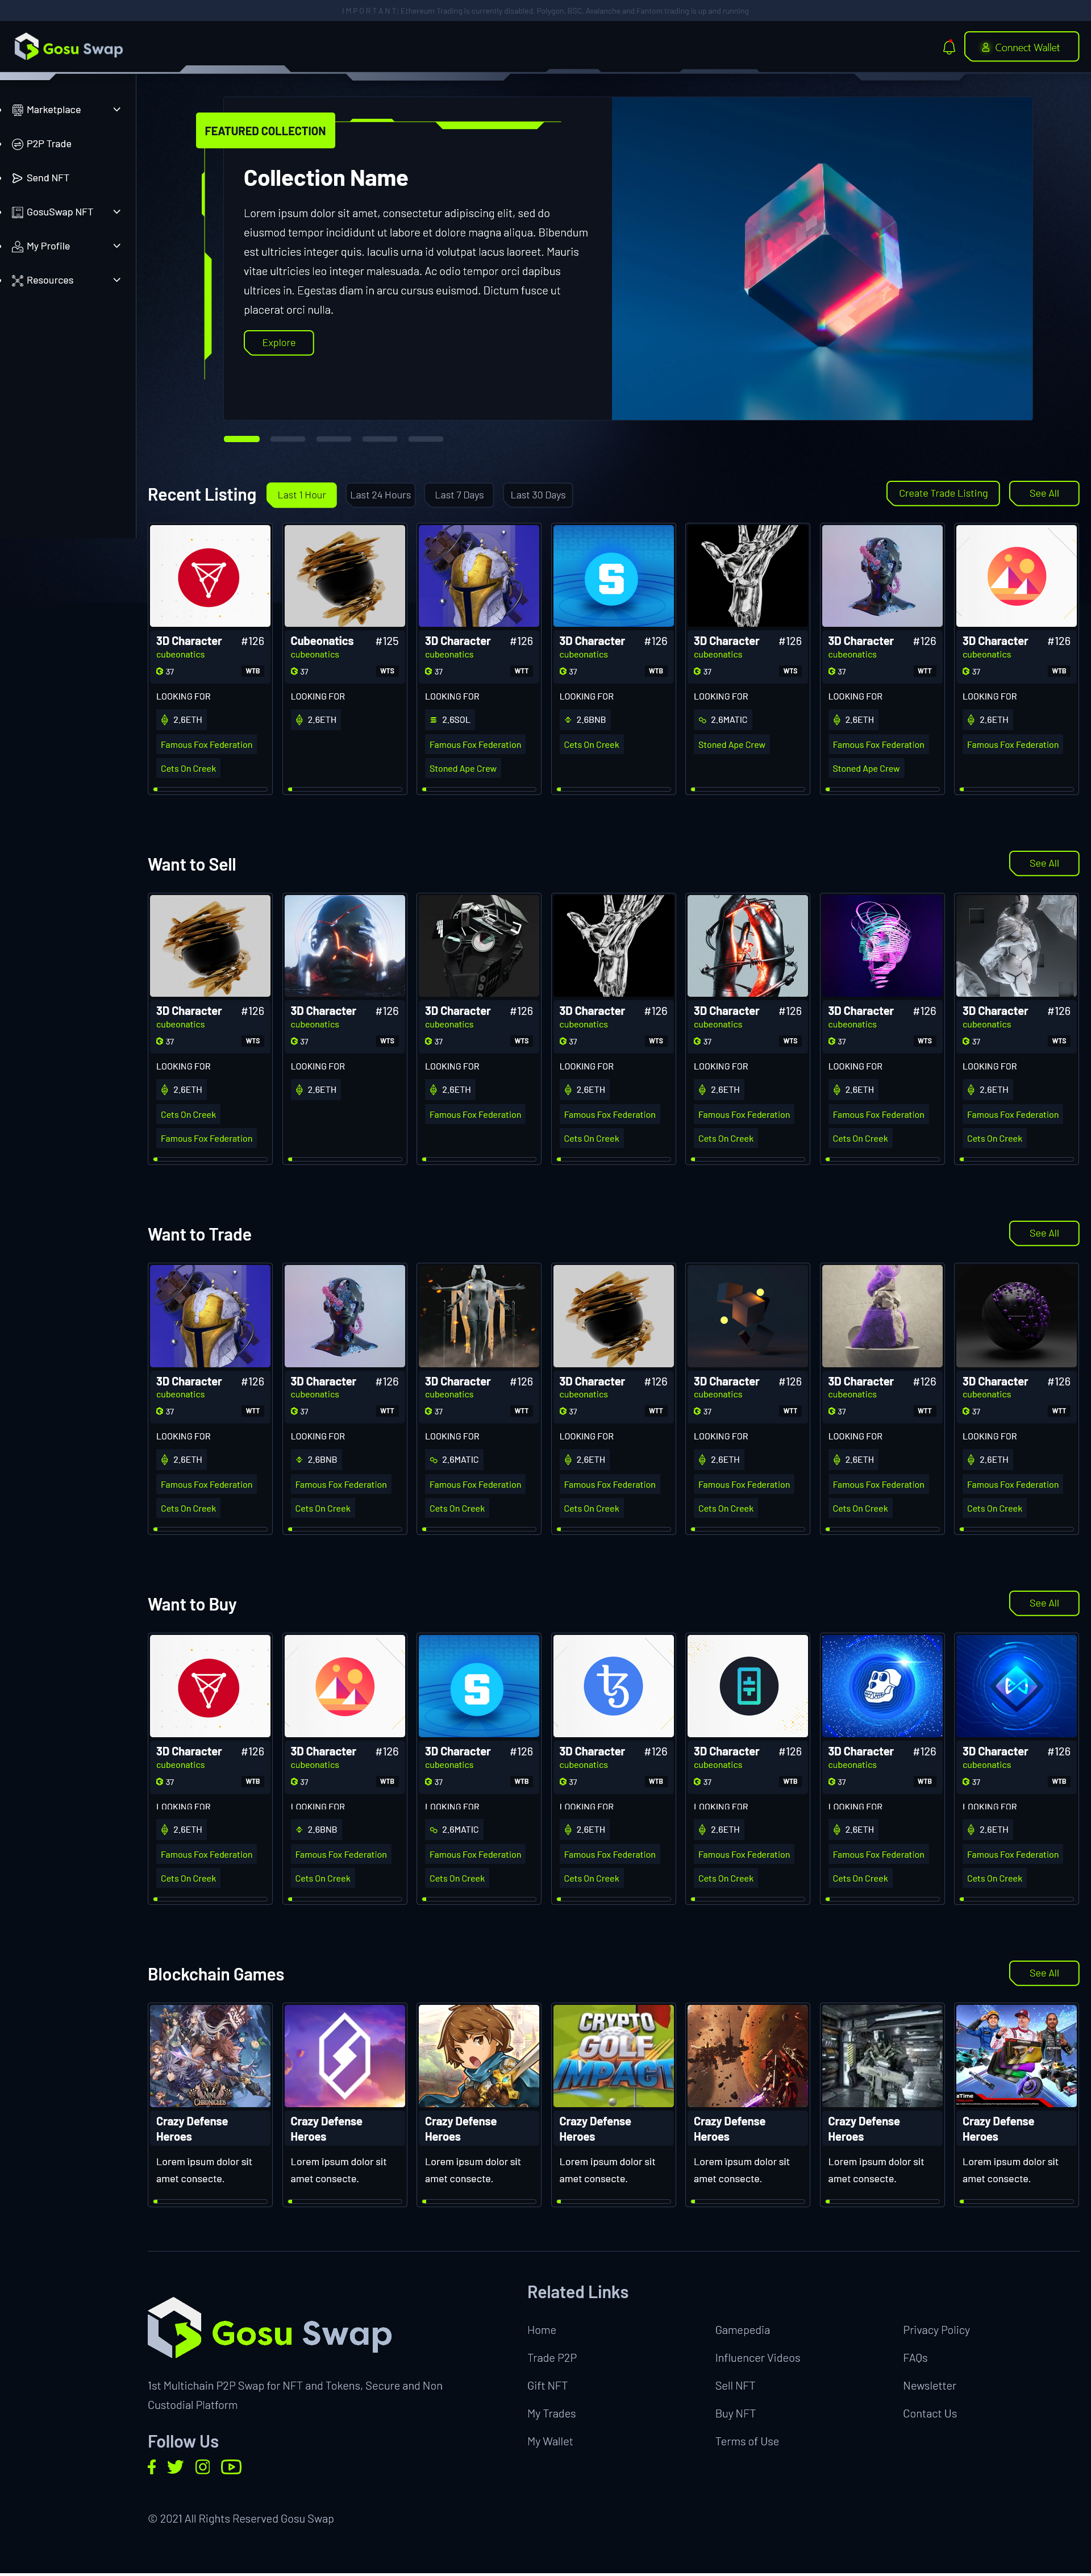 I M P O R T A N T: Ethereum Trading is currently disabled, Polygon, BSC, Avalanche and Fantom trading is up and running
Gosu Swap
Connect Wallet
Marketplace
P2P Trade
Send NFT
GosuSwap NFT
My Profile
Resources
FEATURED COLLECTION
Collection Name
Lorem ipsum dolor sit amet, consectetur adipiscing elit, sed do
eiusmod tempor incididunt ut labore et dolore magna aliqua. Bibendum
est ultricies integer quis. Iaculis urna id volutpat lacus laoreet. Mauris
vitae ultricies leo integer malesuada. Ac odio tempor orci dapibus
ultrices in. Egestas diam in arcu cursus euismod. Dictum fusce ut
placerat orci nulla.
Explore
Recent Listing Last 1 Hour Last 24 Hours Last 7 Days Last 30 Days Create Trade Listing See All
3D Character #126 Cubeonatics #125 3D Character #126 3D Character #126 3D Character #126 3D Character #126 3D Character #126
cubeonatics cubeonatics cubeonatics cubeonatics cubeonatics cubeonatics cubeonatics
37 WTB 37 WTS 37 WTT 37 WTB 37 WTS 37 WTT 37 WTB
LOOKING FOR LOOKING FOR LOOKING FOR LOOKING FOR LOOKING FOR LOOKING FOR LOOKING FOR
2,6ETH 2,6ETH 2,6SOL 2,6BNB 2,6MATIC 2,6ETH 2,6ETH
Famous Fox Federation Famous Fox Federation Cets On Creek Stoned Ape Crew Famous Fox Federation Famous Fox Federation
Cets On Creek Stoned Ape Crew Stoned Ape Crew
Want to Sell See All
3D Character #126 3D Character #126 3D Character #126 3D Character #126 3D Character #126 3D Character #126 3D Character #126
cubeonatics cubeonatics cubeonatics cubeonatics cubeonatics cubeonatics cubeonatics
37 WTS 37 WTS 37 WTS 37 WTS 37 WTS 37 WTS 37 WTS
LOOKING FOR LOOKING FOR LOOKING FOR LOOKING FOR LOOKING FOR LOOKING FOR LOOKING FOR
2,6ETH 2,6ETH 2,6ETH 2,6ETH 2,6ETH 2,6ETH 2,6ETH
Cets On Creek Famous Fox Federation Famous Fox Federation Famous Fox Federation Famous Fox Federation Famous Fox Federation
Famous Fox Federation Cets On Creek Cets On Creek Cets On Creek Cets On Creek
Want to Trade See All
3D Character #126 3D Character #126 3D Character #126 3D Character #126 3D Character #126 3D Character #126 3D Character #126
cubeonatics cubeonatics cubeonatics cubeonatics cubeonatics cubeonatics cubeonatics
37 WTT 37 WTT 37 WTT 37 WTT 37 WTT 37 WTT 37 WTT
LOOKING FOR LOOKING FOR LOOKING FOR LOOKING FOR LOOKING FOR LOOKING FOR LOOKING FOR
2,6ETH 2,6BNB 2,6MATIC 2,6ETH 2,6ETH 2,6ETH 2,6ETH
Famous Fox Federation Famous Fox Federation Famous Fox Federation Famous Fox Federation Famous Fox Federation Famous Fox Federation Famous Fox Federation
Cets On Creek Cets On Creek Cets On Creek Cets On Creek Cets On Creek Cets On Creek Cets On Creek
Want to Buy See All
3D Character #126 3D Character #126 3D Character #126 3D Character #126 3D Character #126 3D Character #126 3D Character #126
cubeonatics cubeonatics cubeonatics cubeonatics cubeonatics cubeonatics cubeonatics
37 WTB 37 WTB 37 WTB 37 WTB 37 WTB 37 WTB 37 WTB
LOOKING FOR LOOKING FOR LOOKING FOR LOOKING FOR LOOKING FOR LOOKING FOR LOOKING FOR
2,6ETH 2,6BNB 2,6MATIC 2,6ETH 2,6ETH 2,6ETH 2,6ETH
Famous Fox Federation Famous Fox Federation Famous Fox Federation Famous Fox Federation Famous Fox Federation Famous Fox Federation Famous Fox Federation
Cets On Creek Cets On Creek Cets On Creek Cets On Creek Cets On Creek Cets On Creek Cets On Creek
Blockchain Games See All
CHRONICLES
CRYPTO
GOLF
IMPACT
Crazy Defense Crazy Defense Crazy Defense Crazy Defense Crazy Defense Crazy Defense Crazy Defense
Heroes Heroes Heroes Heroes Heroes Heroes Heroes
Lorem ipsum dolor sit Lorem ipsum dolor sit Lorem ipsum dolor sit Lorem ipsum dolor sit Lorem ipsum dolor sit Lorem ipsum dolor sit Lorem ipsum dolor sit
amet consecte. amet consecte. amet consecte. amet consecte. amet consecte. amet consecte. amet consecte.
Gosu Swap
1st Multichain P2P Swap for NFT and Tokens, Secure and Non
Custodial Platform
Follow Us
Related Links
Home Gamepedia Privacy Policy
Trade P2P Influencer Videos FAQs
Gift NFT Sell NFT Newsletter
My Trades Buy NFT Contact Us
My Wallet Terms of Use
© 2021 All Rights Reserved Gosu Swap